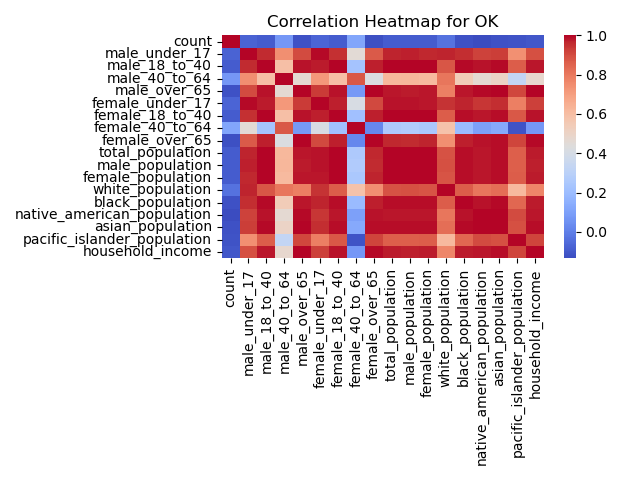 Correlation Heatmap for OK
count
male_under_17
male_18_to_40
male_40_to_64
male_over_65
female_under_17
female_18_to_40
female_40_to_64
female_over_65
total_population
male_population
female_population
white_population
black_population
native_american_population
asian_population
pacific_islander_population
household_income
count
male_under_17
male_18_to_40
male_40_to_64
male_over_65
female_under_17
female_18_to_40
female_40_to_64
female_over_65
total_population
male_population
female_population
white_population
black_population
native_american_population
asian_population
pacific_islander_population
household_income
1.0
0.8
0.6
0.4
0.2
0.0